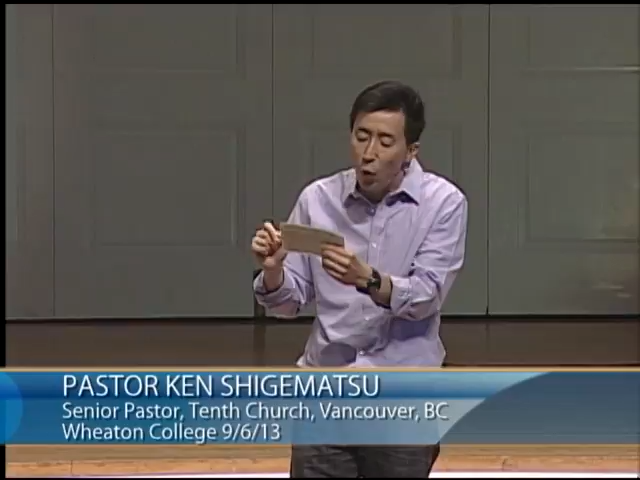 PASTOR KEN SHIGEMATSU
Senior Pastor, Tenth Church, Vancouver, BC
Wheaton College 9/6/13